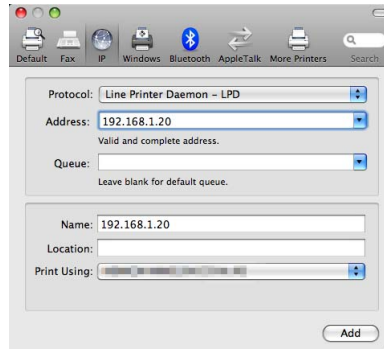 Default Fax IP Windows Bluetooth AppleTalk More Printers Search
Protocol: Line Printer Daemon – LPD
Address: 192.168.1.20
Valid and complete address.
Queue:
Leave blank for default queue.
Name: 192.168.1.20
Location:
Print Using:
Add